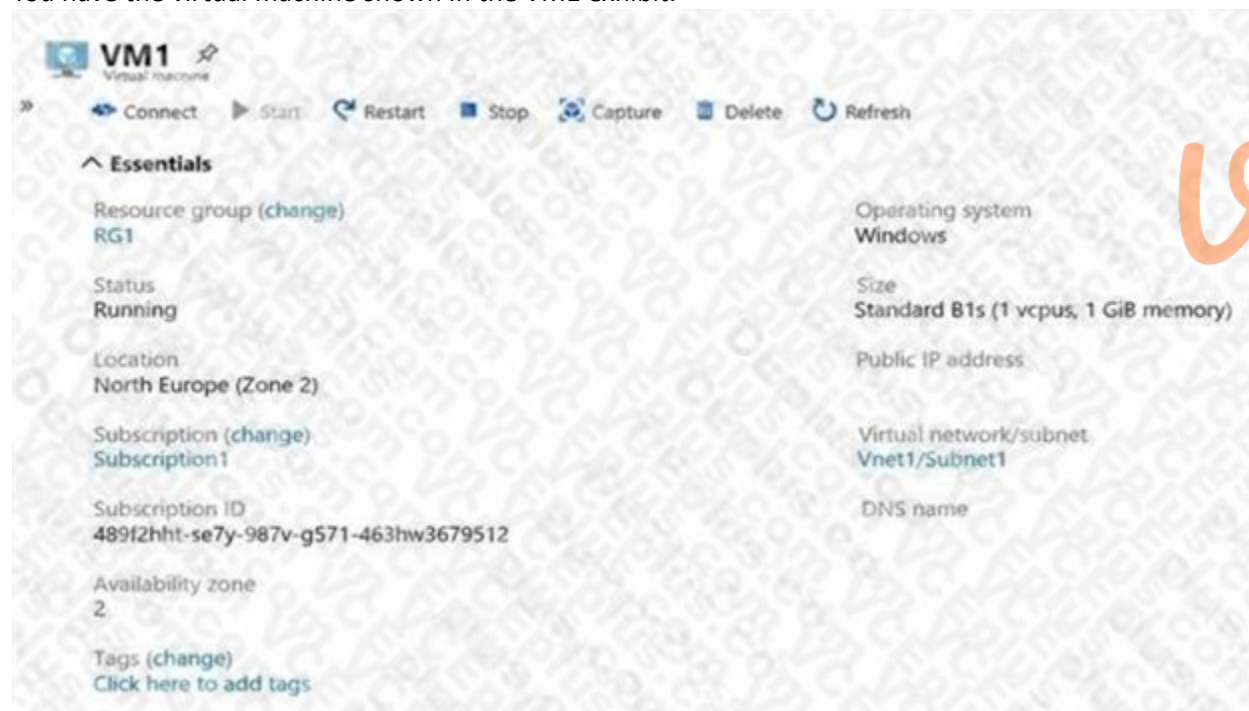 VM1
Virtual machine
» Connect Start Restart Stop Capture Delete Refresh
Essentials
Resource group (change)
RG1
Operating system
Windows
Status
Running
Size
Standard B1s (1 vcpus, 1 GiB memory)
Location
North Europe (Zone 2)
Public IP address
Subscription (change)
Subscription1
Virtual network/subnet
Vnet1/Subnet1
Subscription ID
489f2hht-se7y-987v-g571-463hw3679512
DNS name
Availability zone
2
Tags (change)
Click here to add tags